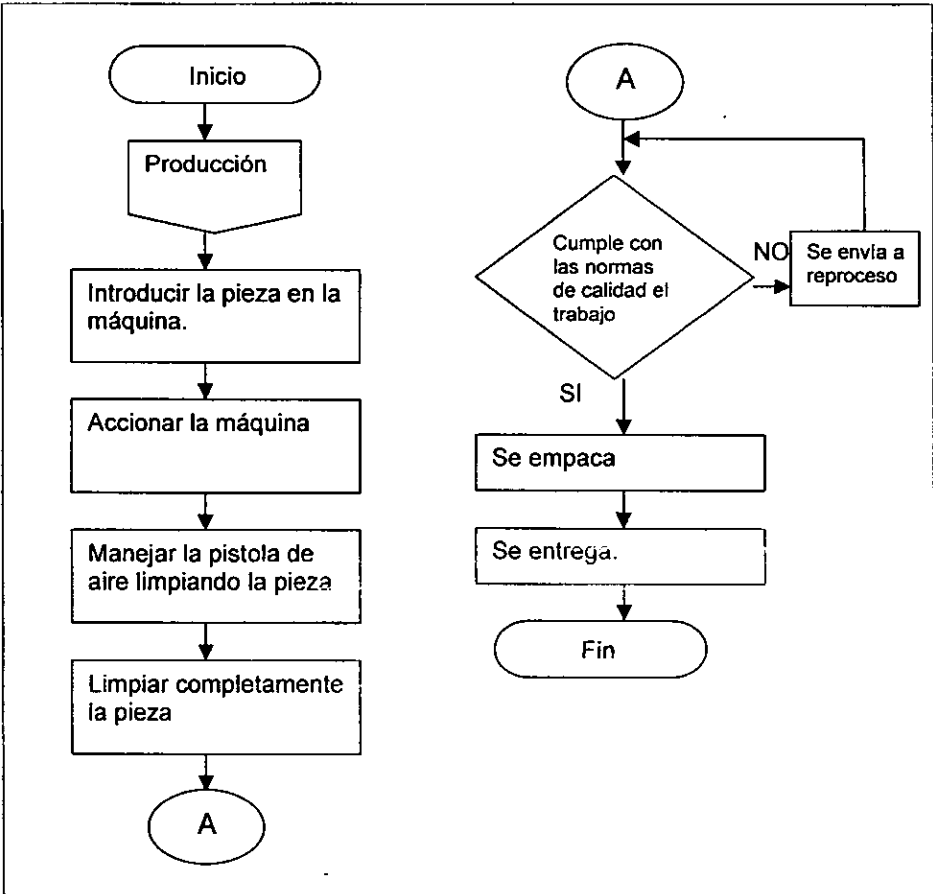 Inicio
Producción
Introducir la pieza en la
máquina.
Accionar la máquina
Manejar la pistola de
aire limpiando la pieza
Limpiar completamente
la pieza
A
A
Cumple con
las normas
de calidad el
trabajo
NO
Se envía a
reproceso
SI
Se empaca
Se entrega.
Fin